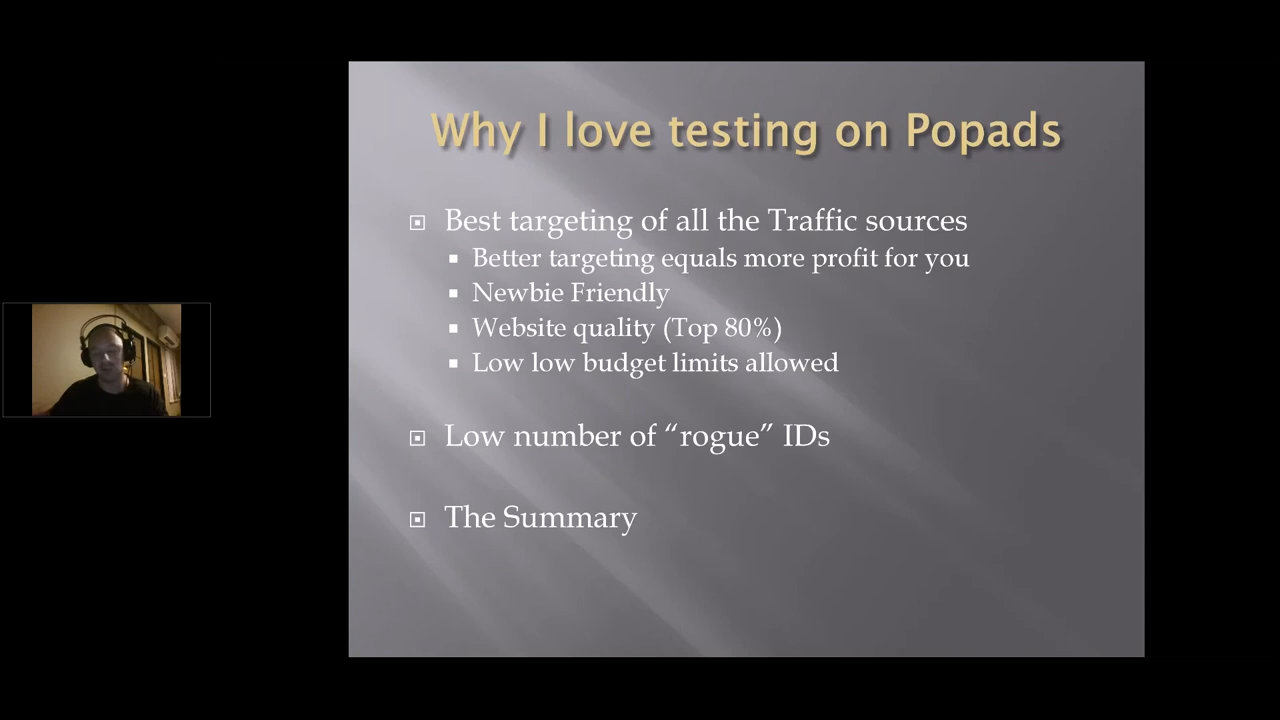 Why I love testing on Popads
Best targeting of all the Traffic sources
Better targeting equals more profit for you
Newbie Friendly
Website quality (Top 80%)
Low low budget limits allowed
Low number of “rogue” IDs
The Summary